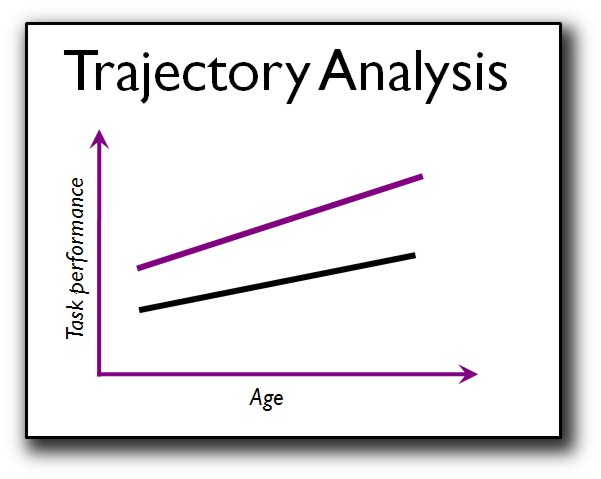 Trajectory Analysis
Task performance
Age